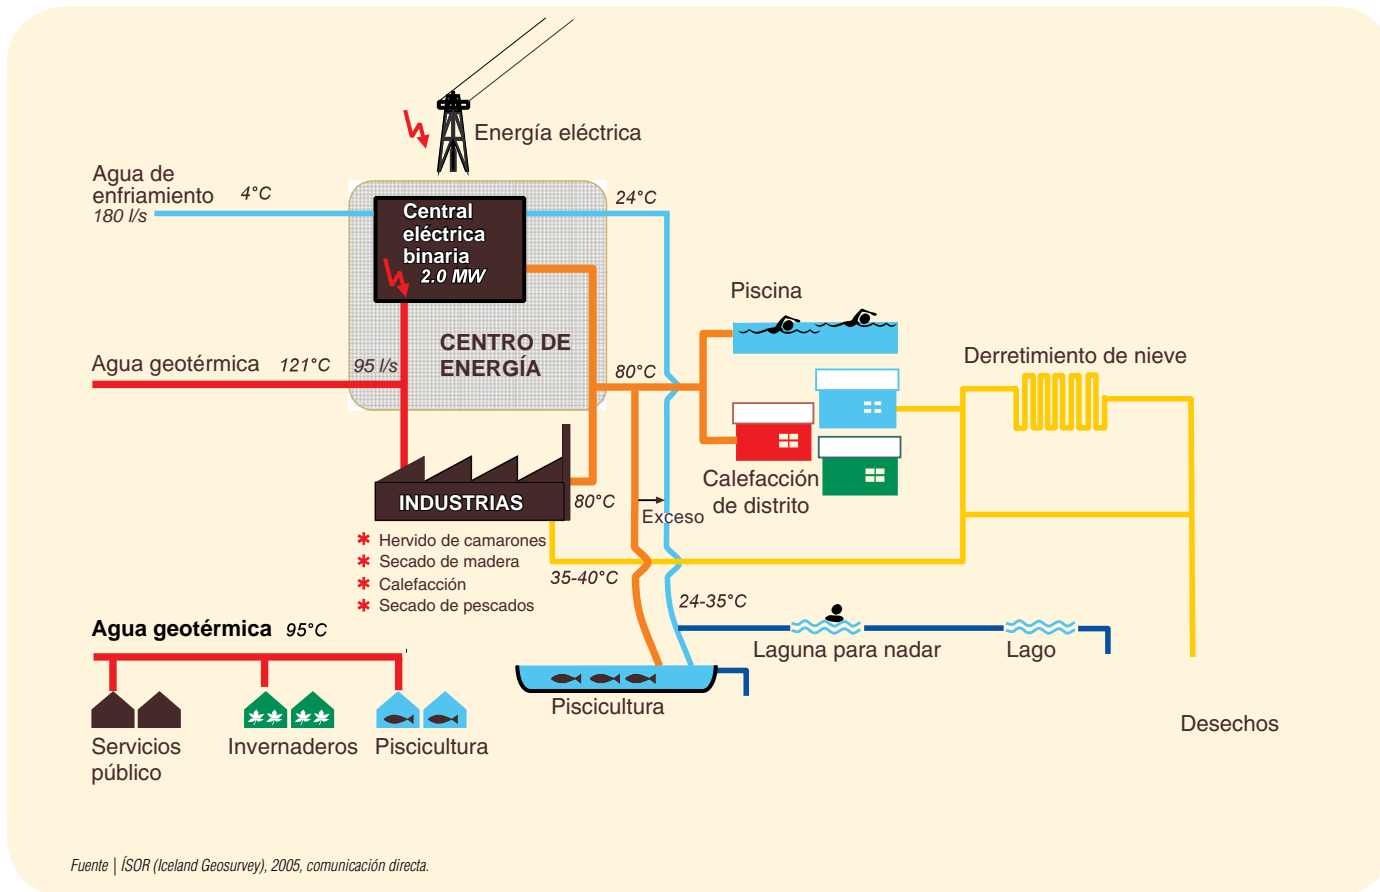 Energía eléctrica
Agua de
enfriamiento
180 l/s
4°C
24°C
Central
eléctrica
binaria
2.0 MW
CENTRO DE
ENERGÍA
Agua geotérmica 121°C 95 l/s
80°C
Piscina
Derretimiento de nieve
Calefacción
de distrito
INDUSTRIAS
80°C
Exceso
✱ Hervido de camarones
✱ Secado de madera
✱ Calefacción
✱ Secado de pescados
35-40°C
24-35°C
Agua geotérmica 95°C
Laguna para nadar
Lago
Piscicultura
Desechos
Servicios
público
Invernaderos
Piscicultura
Fuente | ÍSOR (Iceland Geosurvey), 2005, comunicación directa.